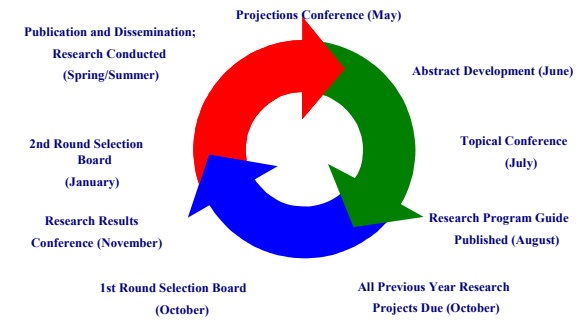 Projections Conference (May)
Abstract Development (June)
Topical Conference
(July)
Research Program Guide
Published (August)
All Previous Year Research
Projects Due (October)
1st Round Selection Board
(October)
Research Results
Conference (November)
2nd Round Selection
Board
(January)
Publication and Dissemination;
Research Conducted
(Spring/Summer)